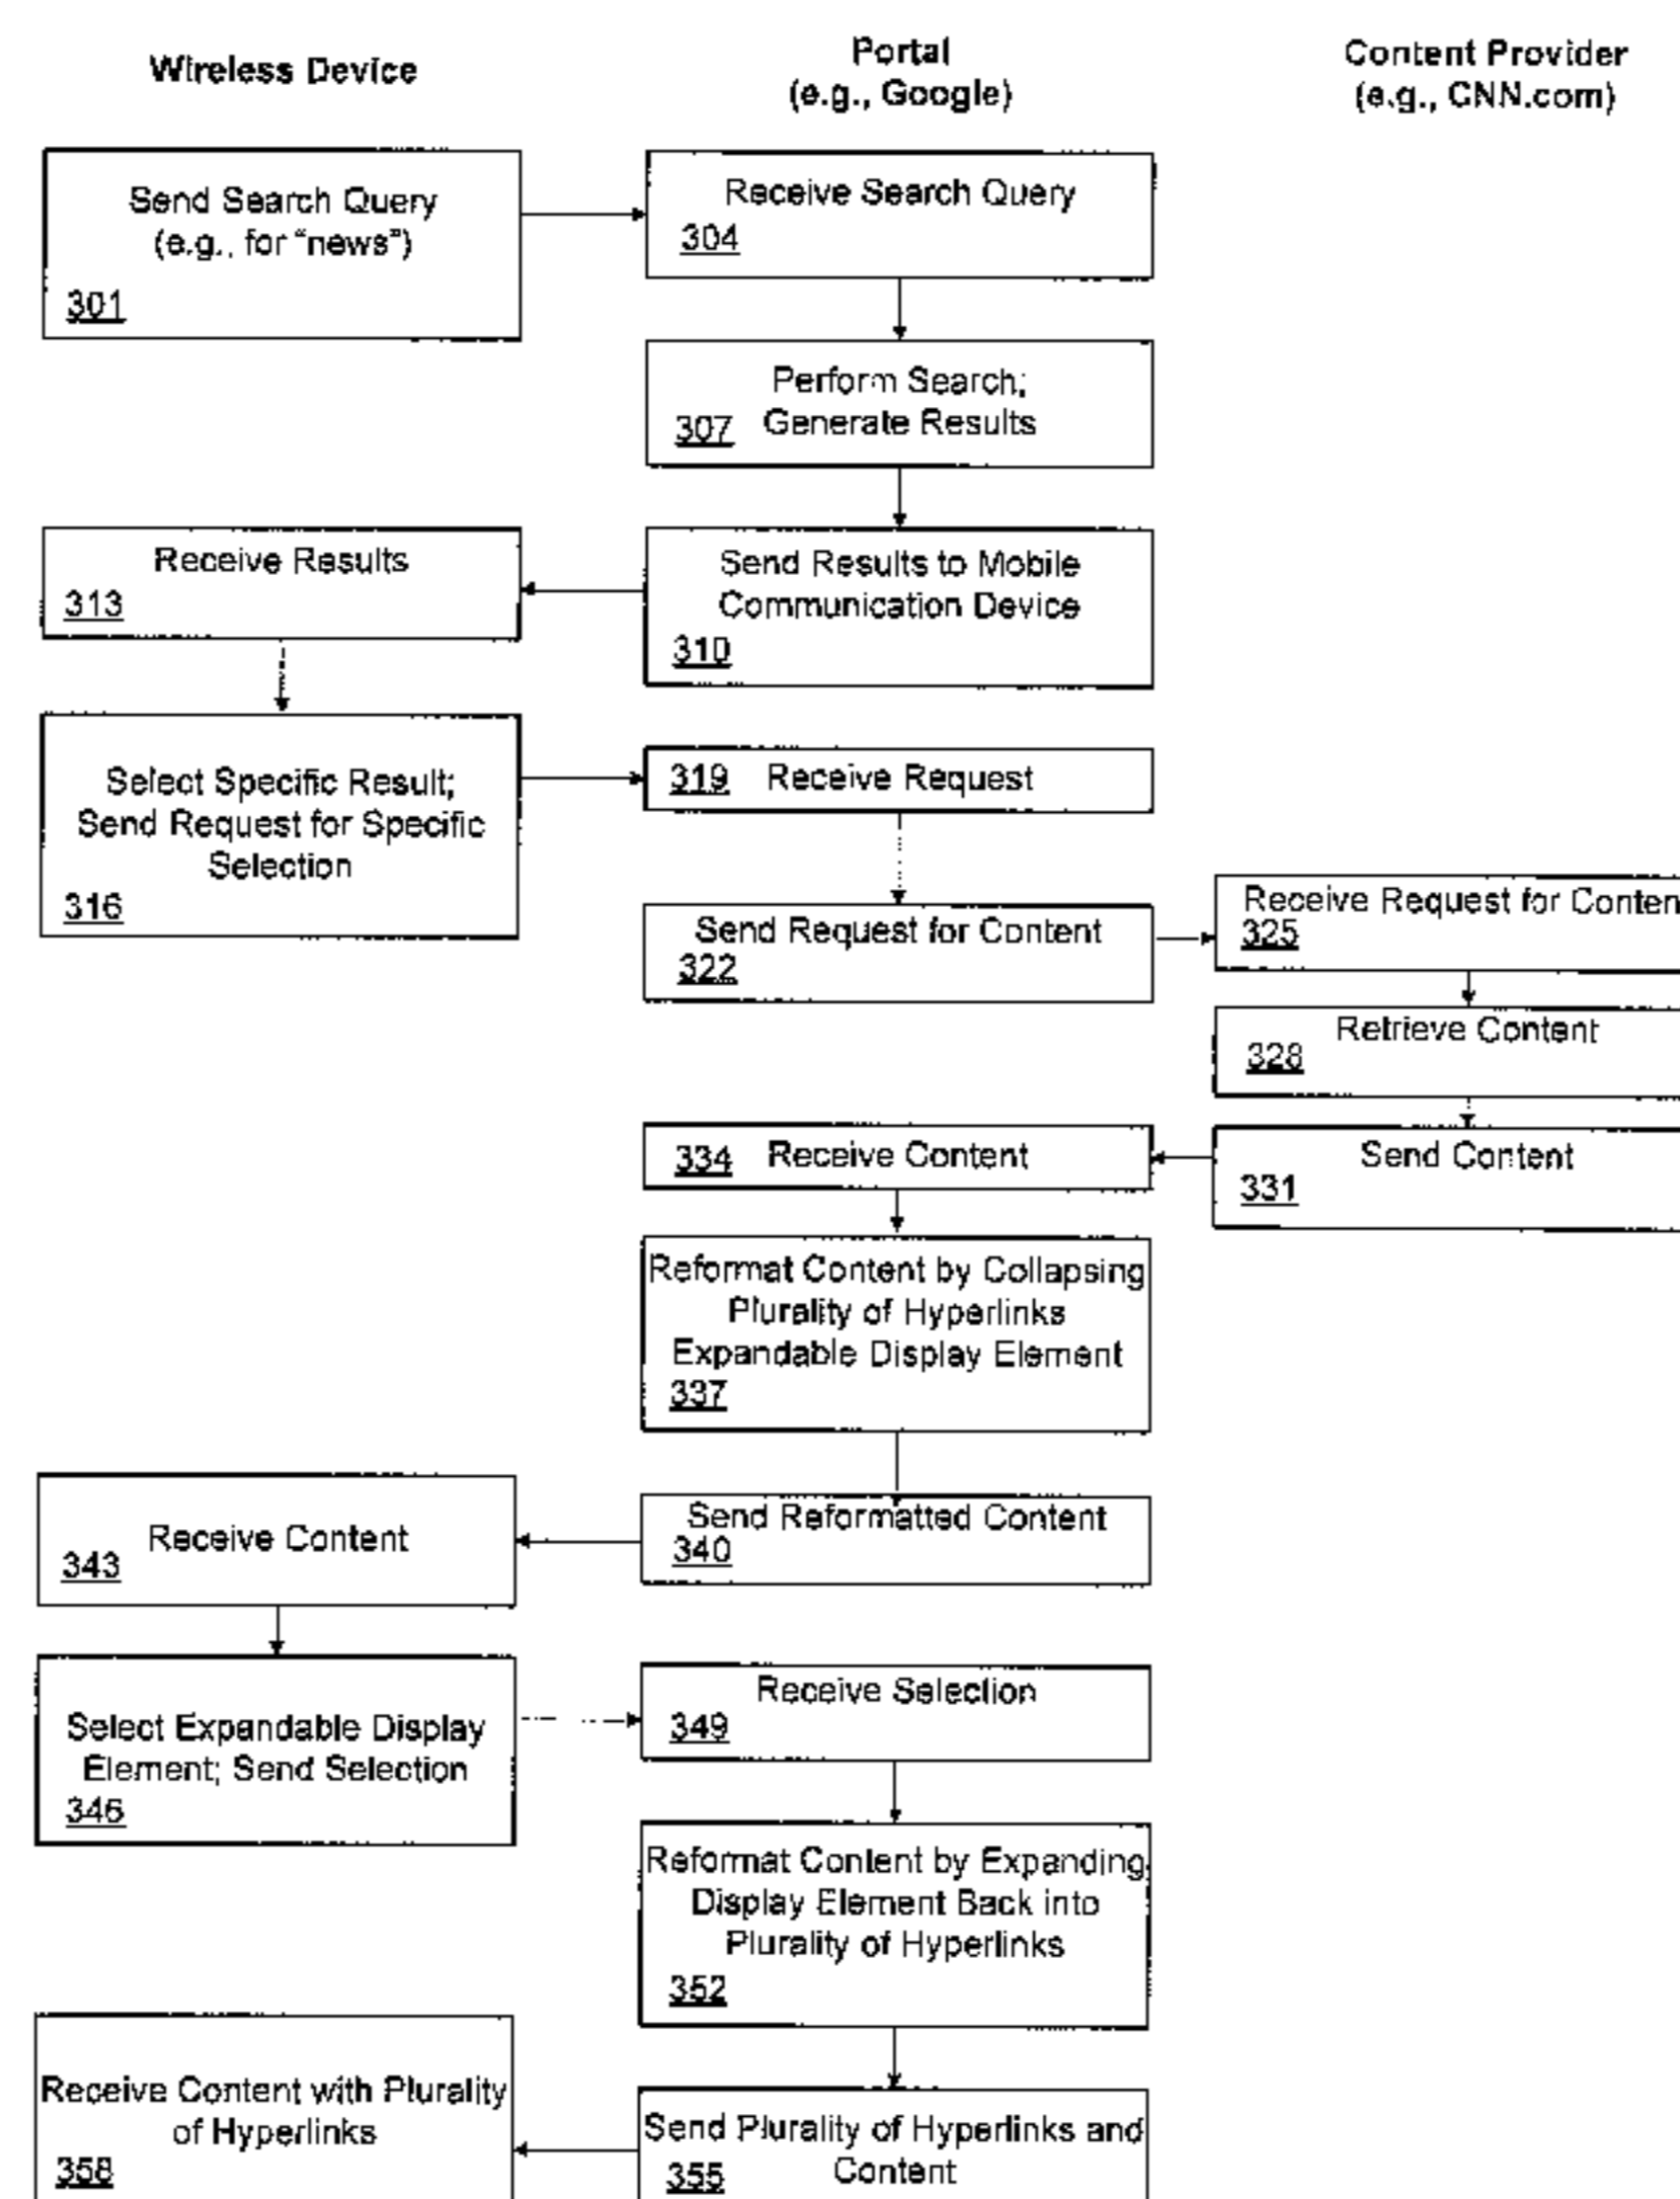 Wireless Device
Portal
(e.g., Google)
Content Provider
(e.g., CNN.com)
Send Search Query
(e.g., for “news”)
301
Receive Search Query
304
Perform Search;
307 Generate Results
Receive Results
313
Send Results to Mobile
Communication Device
310
Select Specific Result;
Send Request for Specific
Selection
316
319 Receive Request
Send Request for Content
322
Receive Request for Conten
325
Retrieve Content
328
Send Content
331
334 Receive Content
Reformat Content by Collapsing
Plurality of Hyperlinks
Expandable Display Element
337
Send Reformatted Content
340
Receive Content
343
Select Expandable Display
Element; Send Selection
346
Receive Selection
349
Reformat Content by Expanding
Display Element Back into
Plurality of Hyperlinks
352
Send Plurality of Hyperlinks and
355 Content
Receive Content with Plurality
of Hyperlinks
358